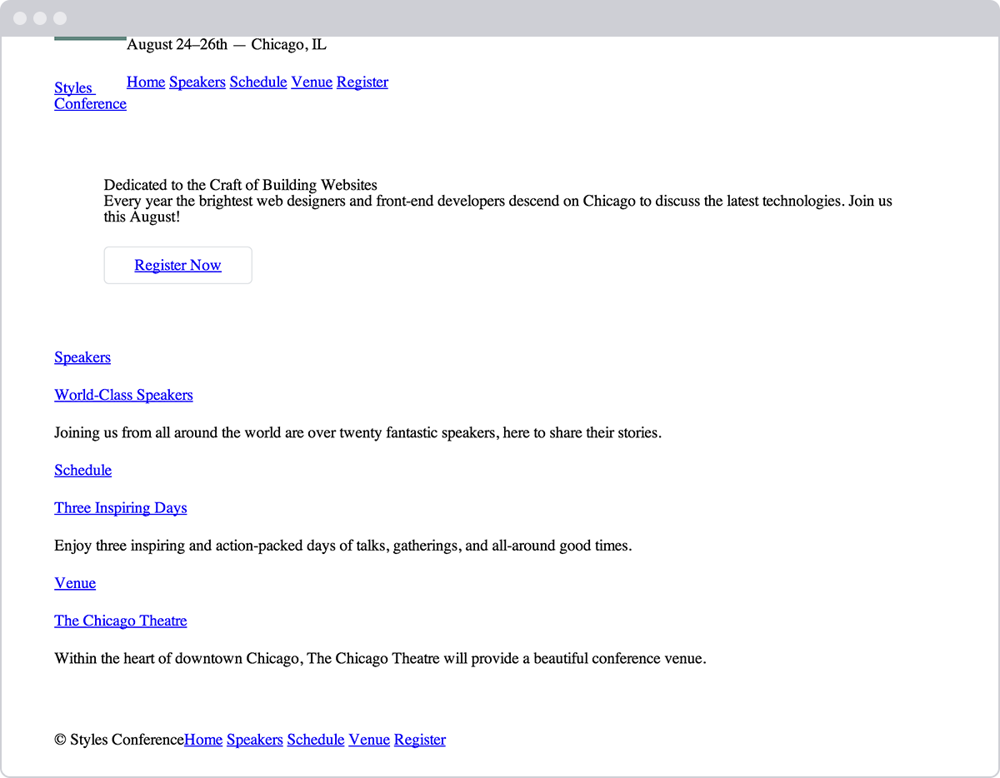 August 24–26th — Chicago, IL
Home Speakers Schedule Venue Register
Styles
Conference
Dedicated to the Craft of Building Websites
Every year the brightest web designers and front-end developers descend on Chicago to discuss the latest technologies. Join us
this August!
Register Now
Speakers
World-Class Speakers
Joining us from all around the world are over twenty fantastic speakers, here to share their stories.
Schedule
Three Inspiring Days
Enjoy three inspiring and action-packed days of talks, gatherings, and all-around good times.
Venue
The Chicago Theatre
Within the heart of downtown Chicago, The Chicago Theatre will provide a beautiful conference venue.
© Styles ConferenceHome Speakers Schedule Venue Register